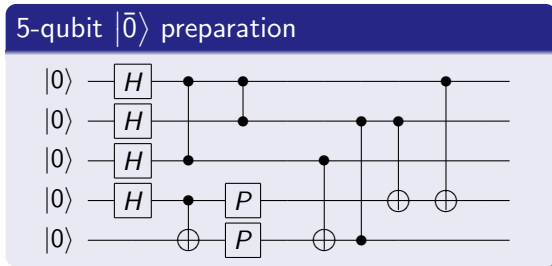 5-qubit |0̄⟩ preparation
|0⟩ H
|0⟩ H
|0⟩ H
|0⟩ H P
|0⟩ P